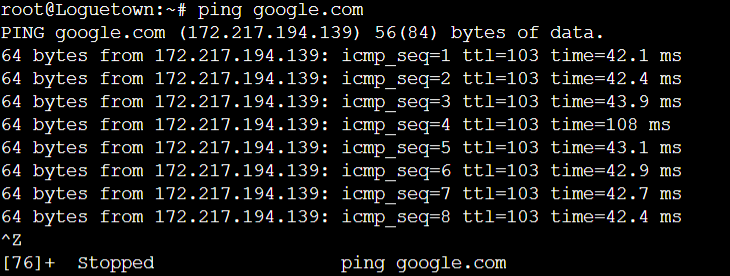 root@Loguetown:~# ping google.com
PING google.com (172.217.194.139) 56(84) bytes of data.
64 bytes from 172.217.194.139: icmp_seq=1 ttl=103 time=42.1 ms
64 bytes from 172.217.194.139: icmp_seq=2 ttl=103 time=42.4 ms
64 bytes from 172.217.194.139: icmp_seq=3 ttl=103 time=43.9 ms
64 bytes from 172.217.194.139: icmp_seq=4 ttl=103 time=108 ms
64 bytes from 172.217.194.139: icmp_seq=5 ttl=103 time=43.1 ms
64 bytes from 172.217.194.139: icmp_seq=6 ttl=103 time=42.9 ms
64 bytes from 172.217.194.139: icmp_seq=7 ttl=103 time=42.7 ms
64 bytes from 172.217.194.139: icmp_seq=8 ttl=103 time=42.4 ms
^Z
[76]+  Stopped                 ping google.com